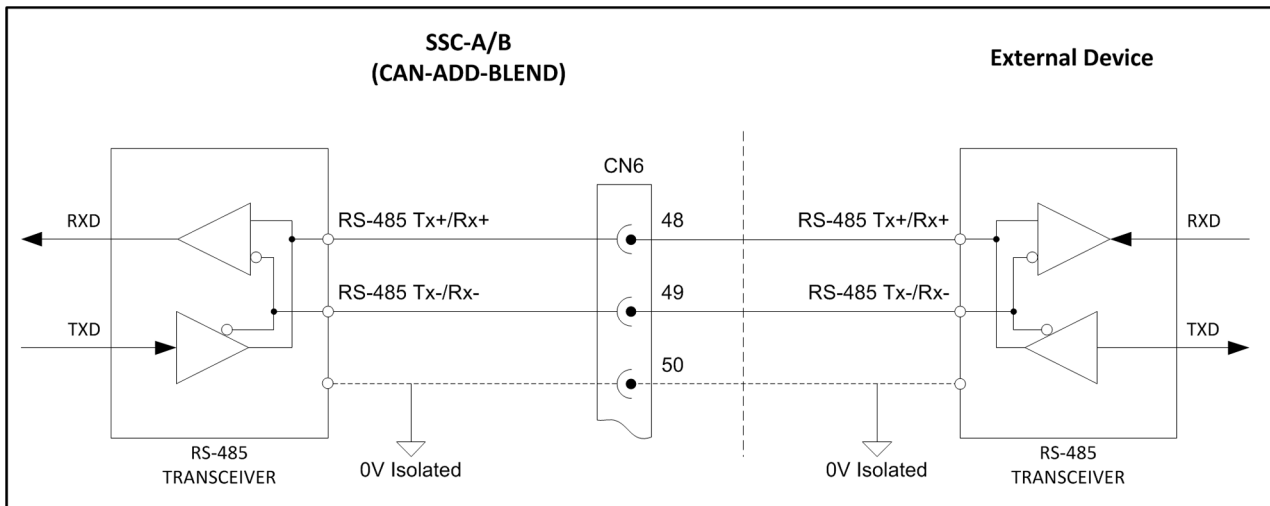 SSC-A/B
(CAN-ADD-BLEND)
External Device
CN6
RXD
RS-485 Tx+/Rx+
48
RS-485 Tx+/Rx+
RXD
RS-485 Tx-/Rx-
49
RS-485 Tx-/Rx-
TXD
TXD
50
RS-485
TRANSCEIVER
0V Isolated
0V Isolated
RS-485
TRANSCEIVER